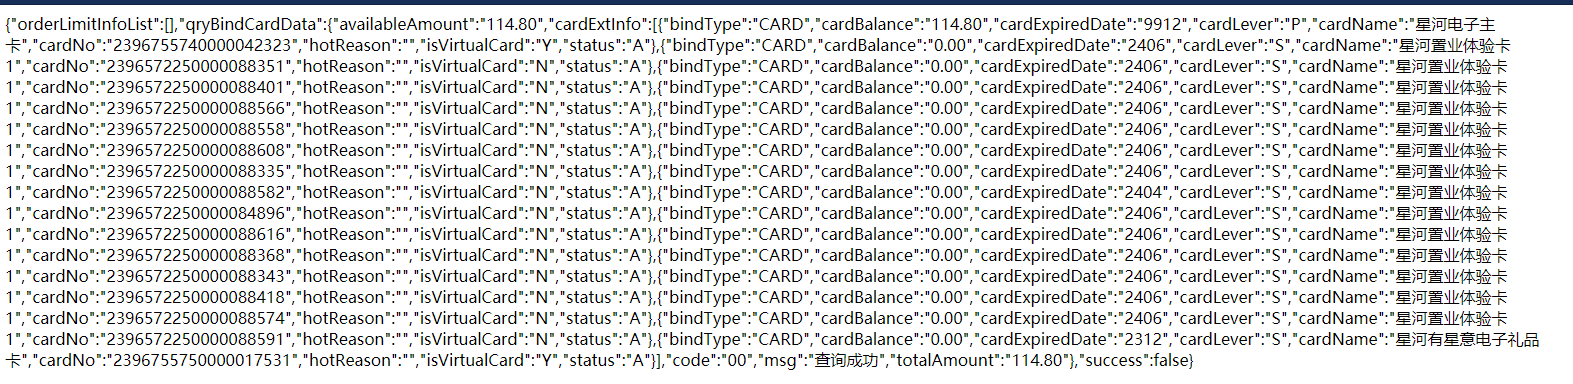 {"orderLimitInfoList":[],"qryBindCardData":{"availableAmount":"114.80","cardExtInfo":[{"bindType":"CARD","cardBalance":"114.80","cardExpiredDate":"9912","cardLever":"P","cardName":"星河电子主
卡","cardNo":"2396755740000042323","hotReason":"","isVirtualCard":"Y","status":"A"},{"bindType":"CARD","cardBalance":"0.00","cardExpiredDate":"2406","cardLever":"S","cardName":"星河置业体验卡
1","cardNo":"2396572250000088351","hotReason":"","isVirtualCard":"N","status":"A"},{"bindType":"CARD","cardBalance":"0.00","cardExpiredDate":"2406","cardLever":"S","cardName":"星河置业体验卡
1","cardNo":"2396572250000088401","hotReason":"","isVirtualCard":"N","status":"A"},{"bindType":"CARD","cardBalance":"0.00","cardExpiredDate":"2406","cardLever":"S","cardName":"星河置业体验卡
1","cardNo":"2396572250000088566","hotReason":"","isVirtualCard":"N","status":"A"},{"bindType":"CARD","cardBalance":"0.00","cardExpiredDate":"2406","cardLever":"S","cardName":"星河置业体验卡
1","cardNo":"2396572250000088558","hotReason":"","isVirtualCard":"N","status":"A"},{"bindType":"CARD","cardBalance":"0.00","cardExpiredDate":"2406","cardLever":"S","cardName":"星河置业体验卡
1","cardNo":"2396572250000088608","hotReason":"","isVirtualCard":"N","status":"A"},{"bindType":"CARD","cardBalance":"0.00","cardExpiredDate":"2406","cardLever":"S","cardName":"星河置业体验卡
1","cardNo":"2396572250000088335","hotReason":"","isVirtualCard":"N","status":"A"},{"bindType":"CARD","cardBalance":"0.00","cardExpiredDate":"2406","cardLever":"S","cardName":"星河置业体验卡
1","cardNo":"2396572250000088582","hotReason":"","isVirtualCard":"N","status":"A"},{"bindType":"CARD","cardBalance":"0.00","cardExpiredDate":"2404","cardLever":"S","cardName":"星河置业体验卡
1","cardNo":"2396572250000084896","hotReason":"","isVirtualCard":"N","status":"A"},{"bindType":"CARD","cardBalance":"0.00","cardExpiredDate":"2406","cardLever":"S","cardName":"星河置业体验卡
1","cardNo":"2396572250000088616","hotReason":"","isVirtualCard":"N","status":"A"},{"bindType":"CARD","cardBalance":"0.00","cardExpiredDate":"2406","cardLever":"S","cardName":"星河置业体验卡
1","cardNo":"2396572250000088368","hotReason":"","isVirtualCard":"N","status":"A"},{"bindType":"CARD","cardBalance":"0.00","cardExpiredDate":"2406","cardLever":"S","cardName":"星河置业体验卡
1","cardNo":"2396572250000088343","hotReason":"","isVirtualCard":"N","status":"A"},{"bindType":"CARD","cardBalance":"0.00","cardExpiredDate":"2406","cardLever":"S","cardName":"星河置业体验卡
1","cardNo":"2396572250000088418","hotReason":"","isVirtualCard":"N","status":"A"},{"bindType":"CARD","cardBalance":"0.00","cardExpiredDate":"2406","cardLever":"S","cardName":"星河置业体验卡
1","cardNo":"2396572250000088574","hotReason":"","isVirtualCard":"N","status":"A"},{"bindType":"CARD","cardBalance":"0.00","cardExpiredDate":"2406","cardLever":"S","cardName":"星河置业体验卡
1","cardNo":"2396572250000088591","hotReason":"","isVirtualCard":"N","status":"A"},{"bindType":"CARD","cardBalance":"0.00","cardExpiredDate":"2312","cardLever":"S","cardName":"星河有星意电子礼品
卡","cardNo":"2396755750000017531","hotReason":"","isVirtualCard":"Y","status":"A"}],"code":"00","msg":"查询成功","totalAmount":"114.80"},"success":false}